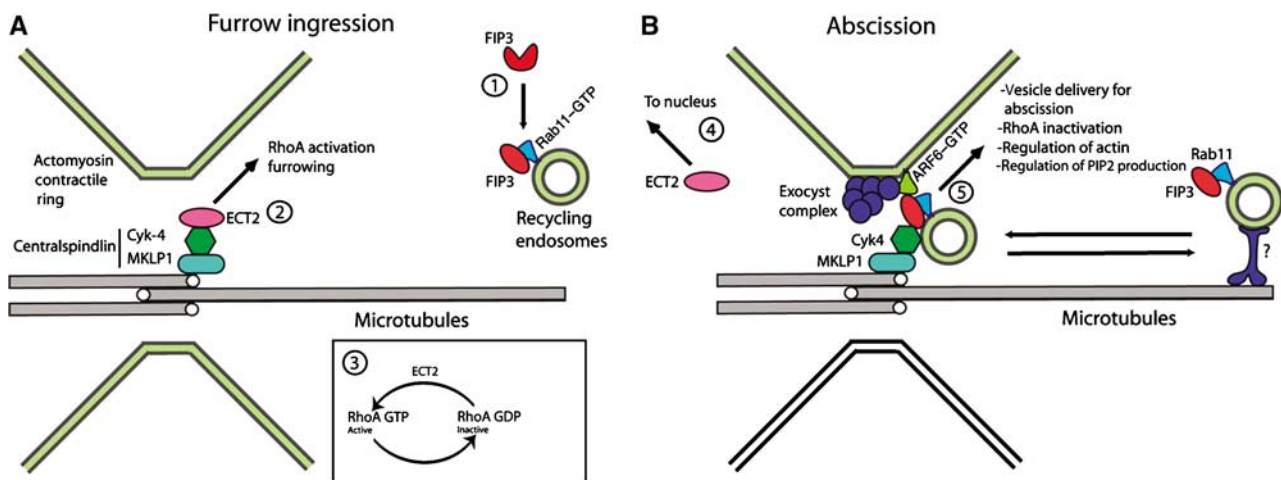 A
Furrow ingression
FIP3
1
Rab11–GTP
FIP3
Recycling
endosomes
Actomyosin
contractile
ring
RhoA activation
furrowing
ECT2
2
Centralspindlin
Cyk-4
MKLP1
Microtubules
3
ECT2
RhoA GTP
Active
RhoA GDP
Inactive
B
Abscission
To nucleus
4
ECT2
Exocyst
complex
ARF6–GTP
5
-Vesicle delivery for
abscission
-RhoA inactivation
-Regulation of actin
-Regulation of PIP2 production
Rab11
FIP3
Cyk4
MKLP1
?
Microtubules